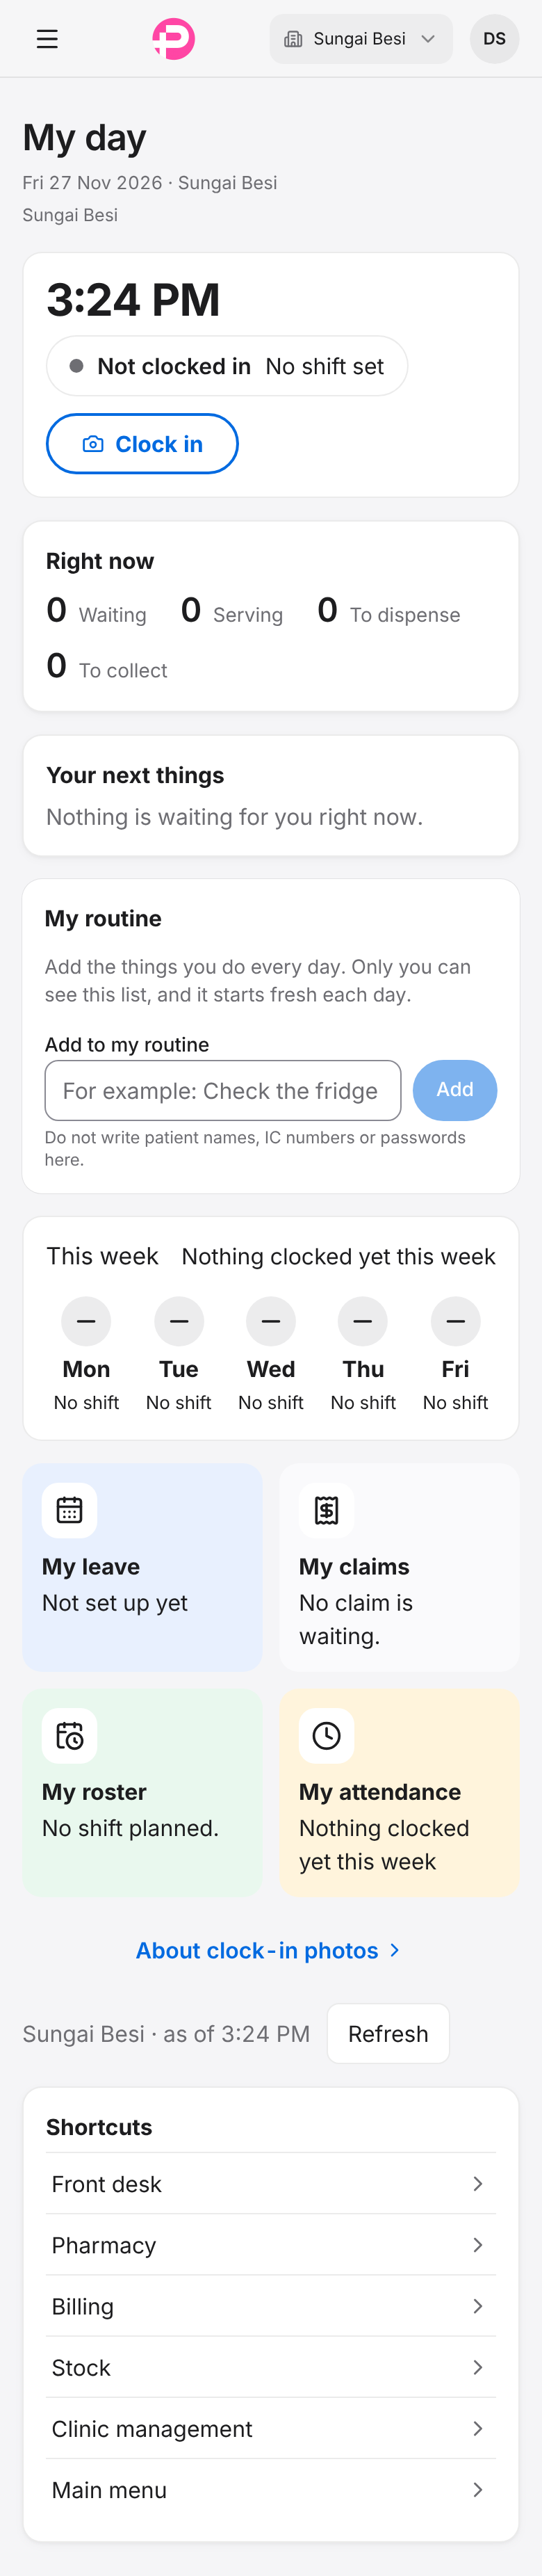 Sungai Besi
DS
My day
Fri 27 Nov 2026 · Sungai Besi
Sungai Besi
3:24 PM
Not clocked in No shift set
Clock in
Right now
0 Waiting 0 Serving 0 To dispense
0 To collect
Your next things
Nothing is waiting for you right now.
My routine
Add the things you do every day. Only you can
see this list, and it starts fresh each day.
Add to my routine
For example: Check the fridge
Add
Do not write patient names, IC numbers or passwords
here.
This week Nothing clocked yet this week
Mon Tue Wed Thu Fri
No shift No shift No shift No shift No shift
My leave
Not set up yet
My claims
No claim is
waiting.
My roster
No shift planned.
My attendance
Nothing clocked
yet this week
About clock-in photos
Sungai Besi · as of 3:24 PM
Refresh
Shortcuts
Front desk
Pharmacy
Billing
Stock
Clinic management
Main menu